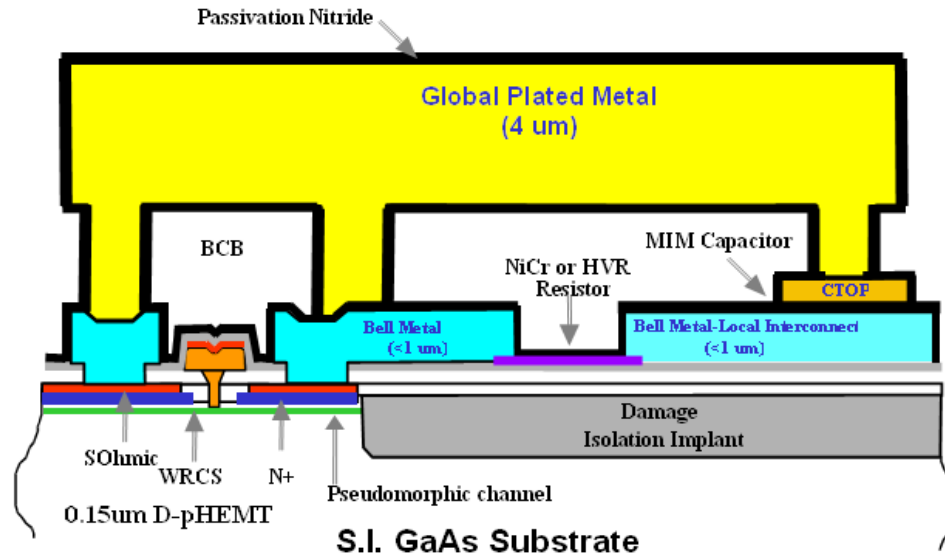 Passivation Nitride
Global Plated Metal
(4 um)
BCB
MIM Capacitor
NiCr or HVR
Resistor
CTOP
Bell Metal
(<1 um)
Bell Metal-Local Interconnect
(<1 um)
Damage
Isolation Implant
SOhmic
WRCS
N+
Pseudomorphic channel
0.15um D-pHEMT
S.I. GaAs Substrate